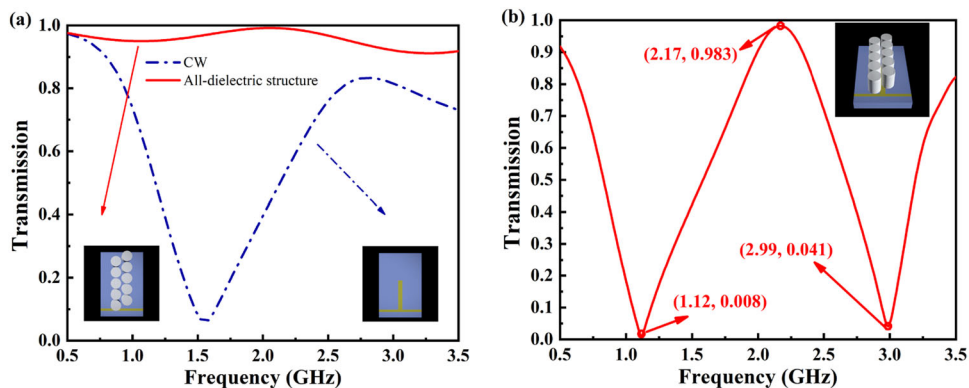 (a)
1.0
0.8
0.6
0.4
0.2
0.0
Transmission
CW
All-dielectric structure
0.5 1.0 1.5 2.0 2.5 3.0 3.5
Frequency (GHz)
(b)
1.0
0.9
0.8
0.7
0.6
0.5
0.4
0.3
0.2
0.1
0.0
Transmission
(2.17, 0.983)
(2.99, 0.041)
(1.12, 0.008)
0.5 1.0 1.5 2.0 2.5 3.0 3.5
Frequency (GHz)